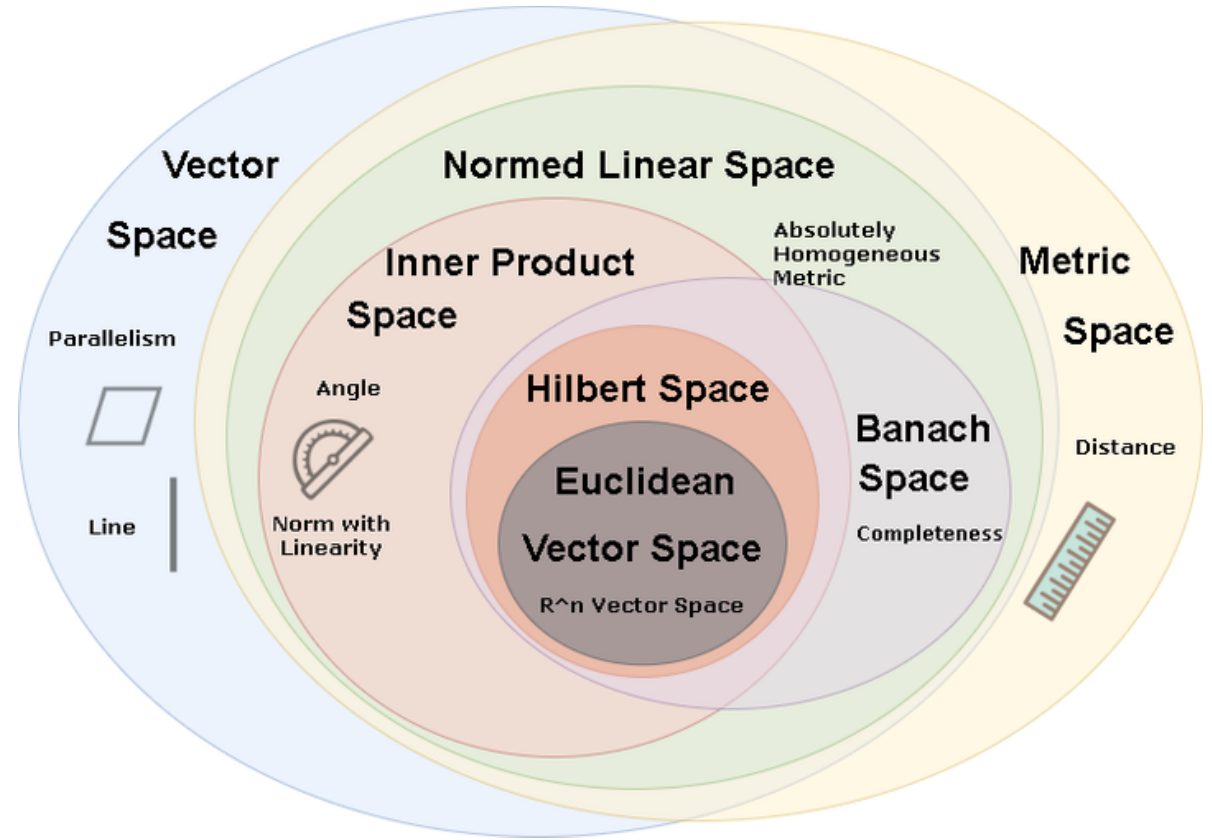 Vector
Space
Parallelism
Line
Normed Linear Space
Absolutely
Homogeneous
Metric
Inner Product
Space
Angle
Norm with
Linearity
Hilbert Space
Euclidean
Vector Space
R^n Vector Space
Banach
Space
Completeness
Metric
Space
Distance